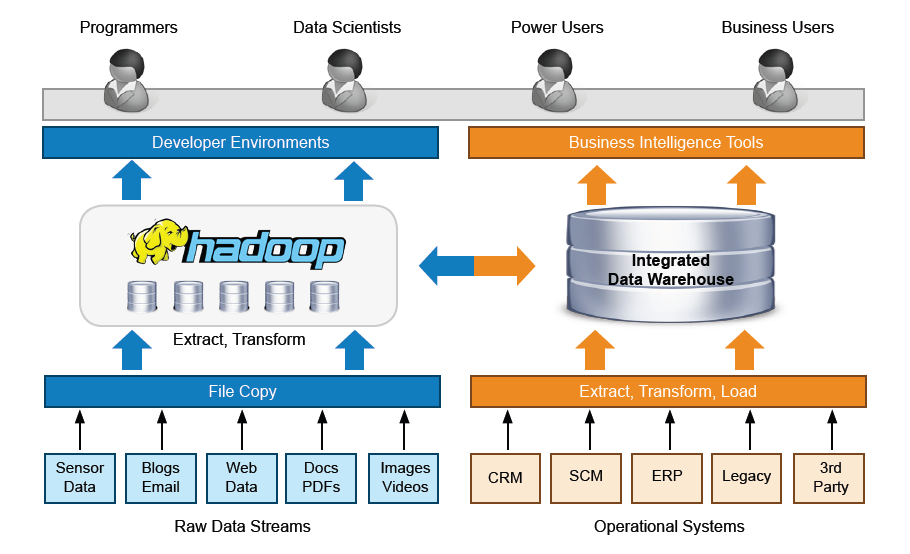 Programmers
Data Scientists
Power Users
Business Users
Developer Environments
Business Intelligence Tools
hadoop
Integrated
Data Warehouse
Extract, Transform
File Copy
Extract, Transform, Load
Sensor
Data
Blogs
Email
Web
Data
Docs
PDFs
Images
Videos
CRM
SCM
ERP
Legacy
3rd
Party
Raw Data Streams
Operational Systems